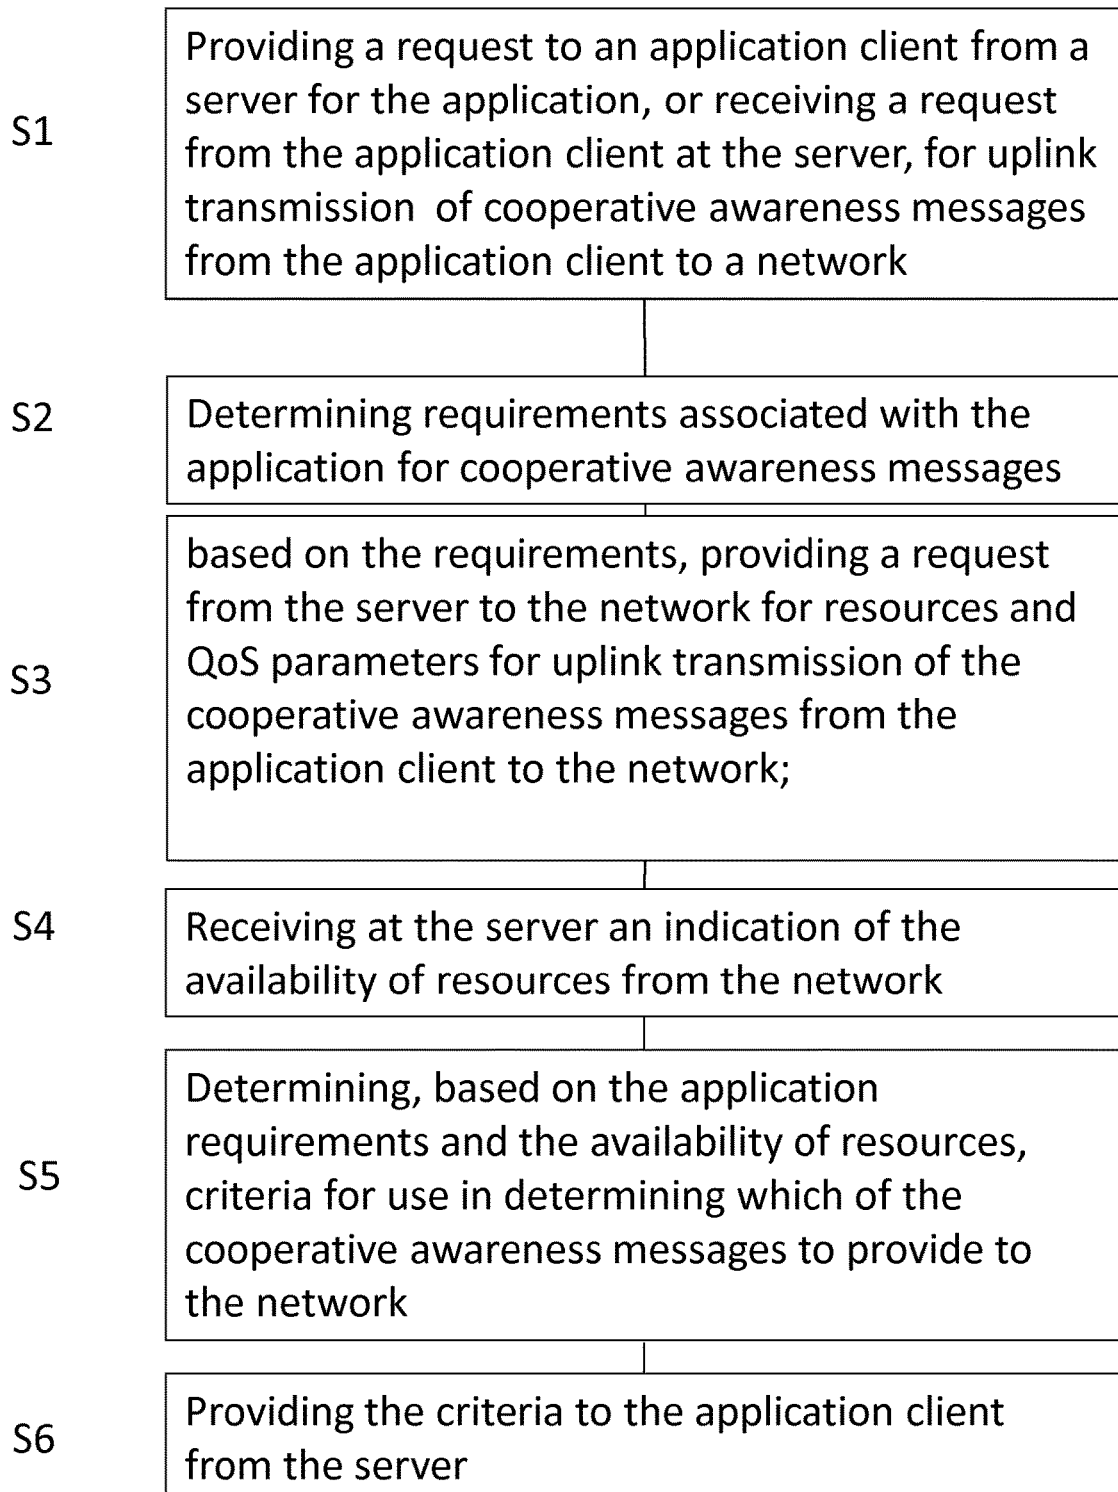 S1
Providing a request to an application client from a
server for the application, or receiving a request
from the application client at the server, for uplink
transmission of cooperative awareness messages
from the application client to a network
S2
Determining requirements associated with the
application for cooperative awareness messages
S3
based on the requirements, providing a request
from the server to the network for resources and
QoS parameters for uplink transmission of the
cooperative awareness messages from the
application client to the network;
S4
Receiving at the server an indication of the
availability of resources from the network
S5
Determining, based on the application
requirements and the availability of resources,
criteria for use in determining which of the
cooperative awareness messages to provide to
the network
S6
Providing the criteria to the application client
from the server